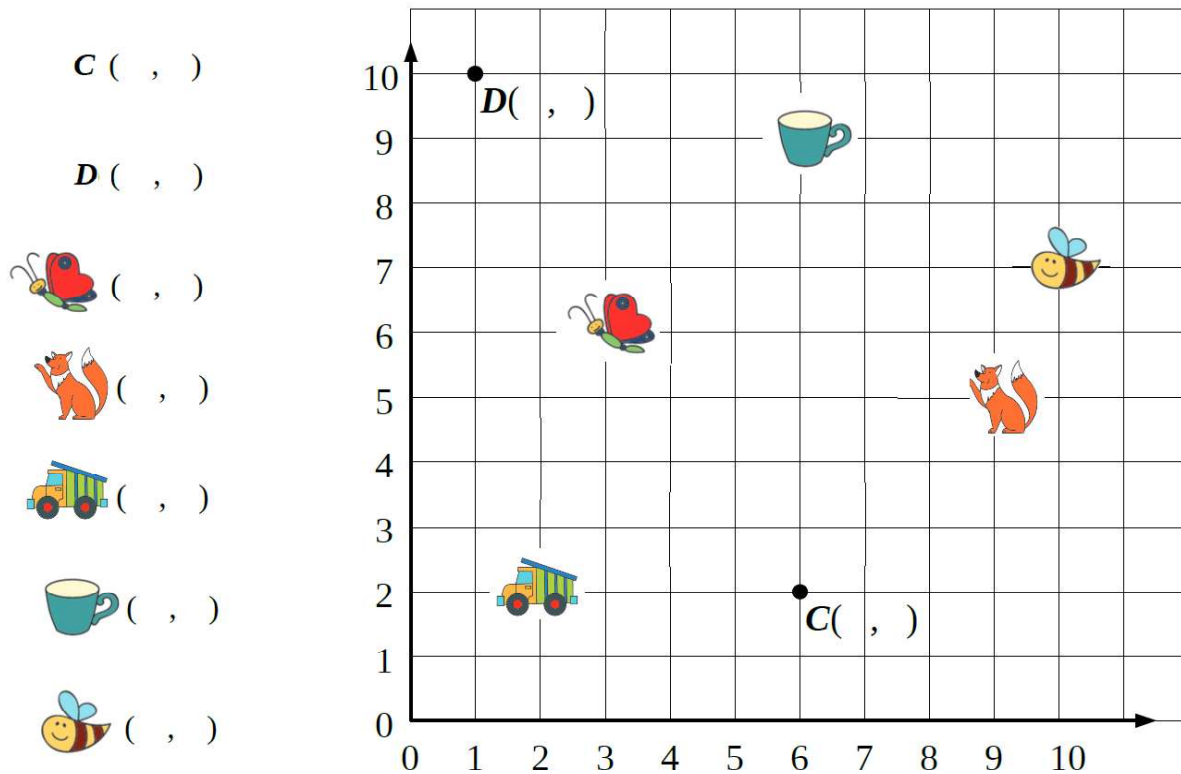 C ( , )
D ( , )
( , )
( , )
( , )
( , )
( , )
10
D( , )
9
8
7
6
5
4
3
2
C( , )
1
0
0 1 2 3 4 5 6 7 8 9 10